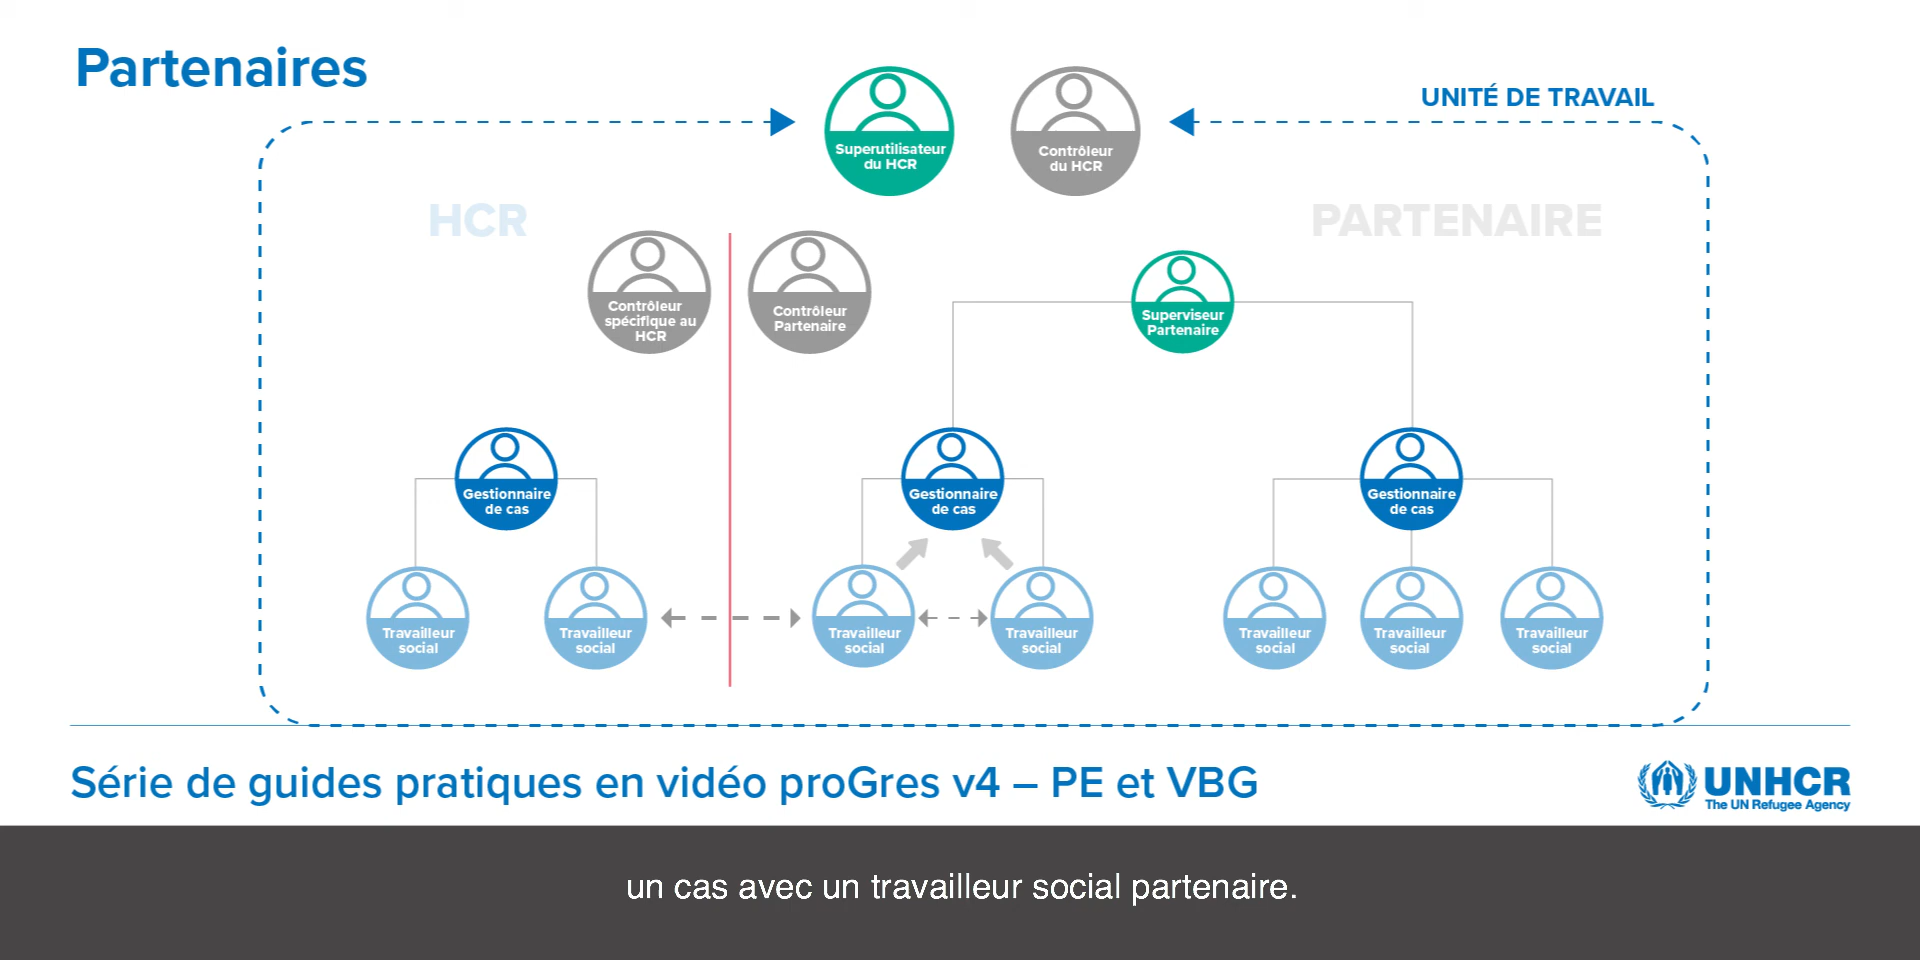 Partenaires
UNITÉ DE TRAVAIL
Superutilisateur
du HCR
Contrôleur
du HCR
HCR
PARTENAIRE
Contrôleur
spécifique au
HCR
Contrôleur
Partenaire
Superviseur
Partenaire
Gestionnaire
de cas
Gestionnaire
de cas
Gestionnaire
de cas
Travailleur
social
Travailleur
social
Travailleur
social
Travailleur
social
Travailleur
social
Travailleur
social
Travailleur
social
Série de guides pratiques en vidéo proGres v4 – PE et VBG
UNHCR
The UN Refugee Agency
un cas avec un travailleur social partenaire.